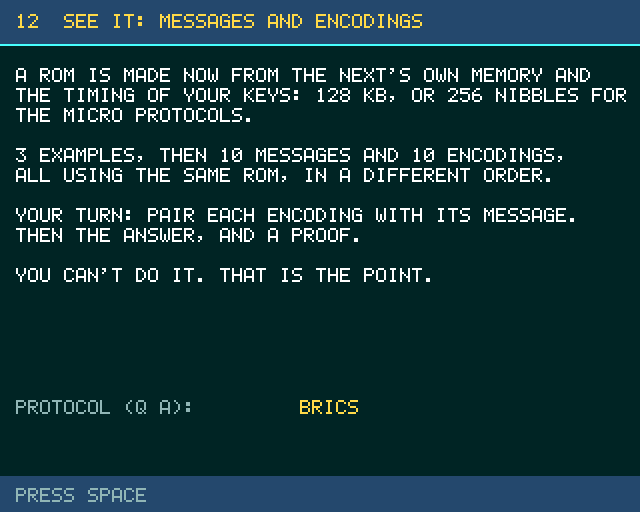 12  SEE IT: MESSAGES AND ENCODINGS
A ROM IS MADE NOW FROM THE NEXT'S OWN MEMORY AND
THE TIMING OF YOUR KEYS: 128 KB, OR 256 NIBBLES FOR
THE MICRO PROTOCOLS.
3 EXAMPLES, THEN 10 MESSAGES AND 10 ENCODINGS,
ALL USING THE SAME ROM, IN A DIFFERENT ORDER.
YOUR TURN: PAIR EACH ENCODING WITH ITS MESSAGE.
THEN THE ANSWER, AND A PROOF.
YOU CAN'T DO IT. THAT IS THE POINT.
PROTOCOL (Q A): BRICS
PRESS SPACE